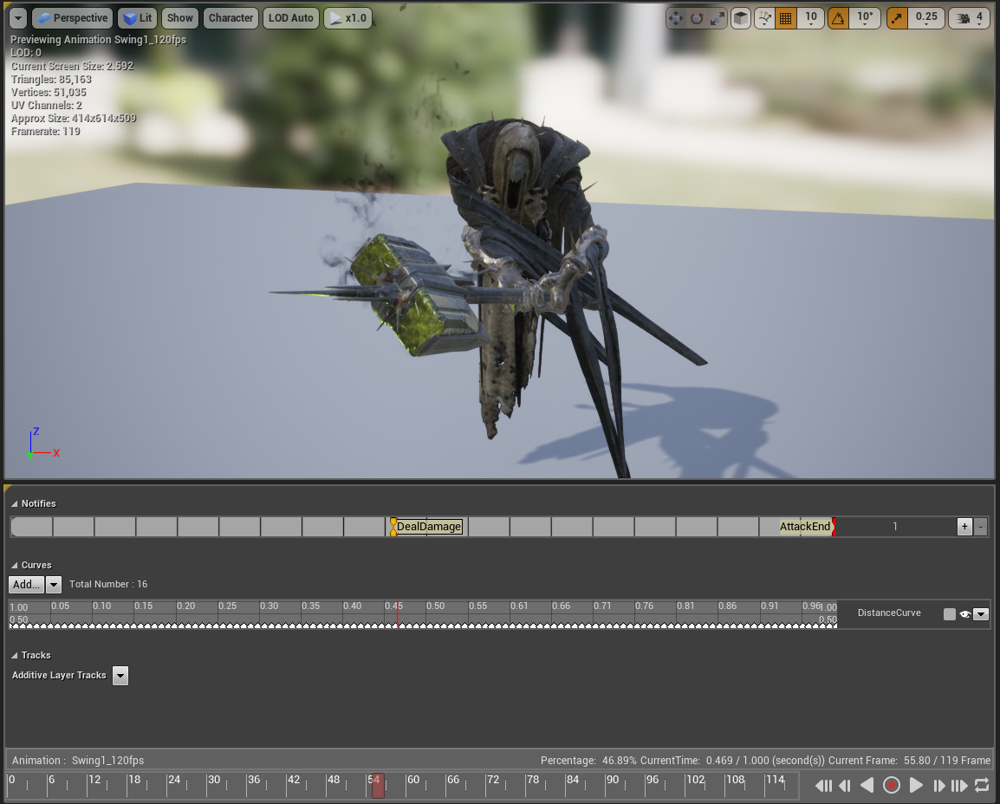 Perspective Lit Show Character LOD Auto x1.0 10 10° 0.25 4
Previewing Animation Swing1_120fps
LOD: 0
Current Screen Size: 2.592
Triangles: 85,163
Vertices: 51,035
UV Channels: 2
Approx Size: 414x614x509
Framerate: 119
Z
X
Notifies
DealDamage AttackEnd 1 + -
Curves
Add... Total Number : 16
1.00 0.05 0.10 0.15 0.20 0.25 0.30 0.35 0.40 0.45 0.50 0.55 0.61 0.66 0.71 0.76 0.81 0.86 0.91 0.96 1.00
DistanceCurve
0.50 0.50
Tracks
Additive Layer Tracks
Animation : Swing1_120fps Percentage: 46.89% CurrentTime: 0.469 / 1.000 (second(s)) Current Frame: 55.80 / 119 Frame
0 6 12 18 24 30 36 42 48 54 60 66 72 78 84 90 96 102 108 114